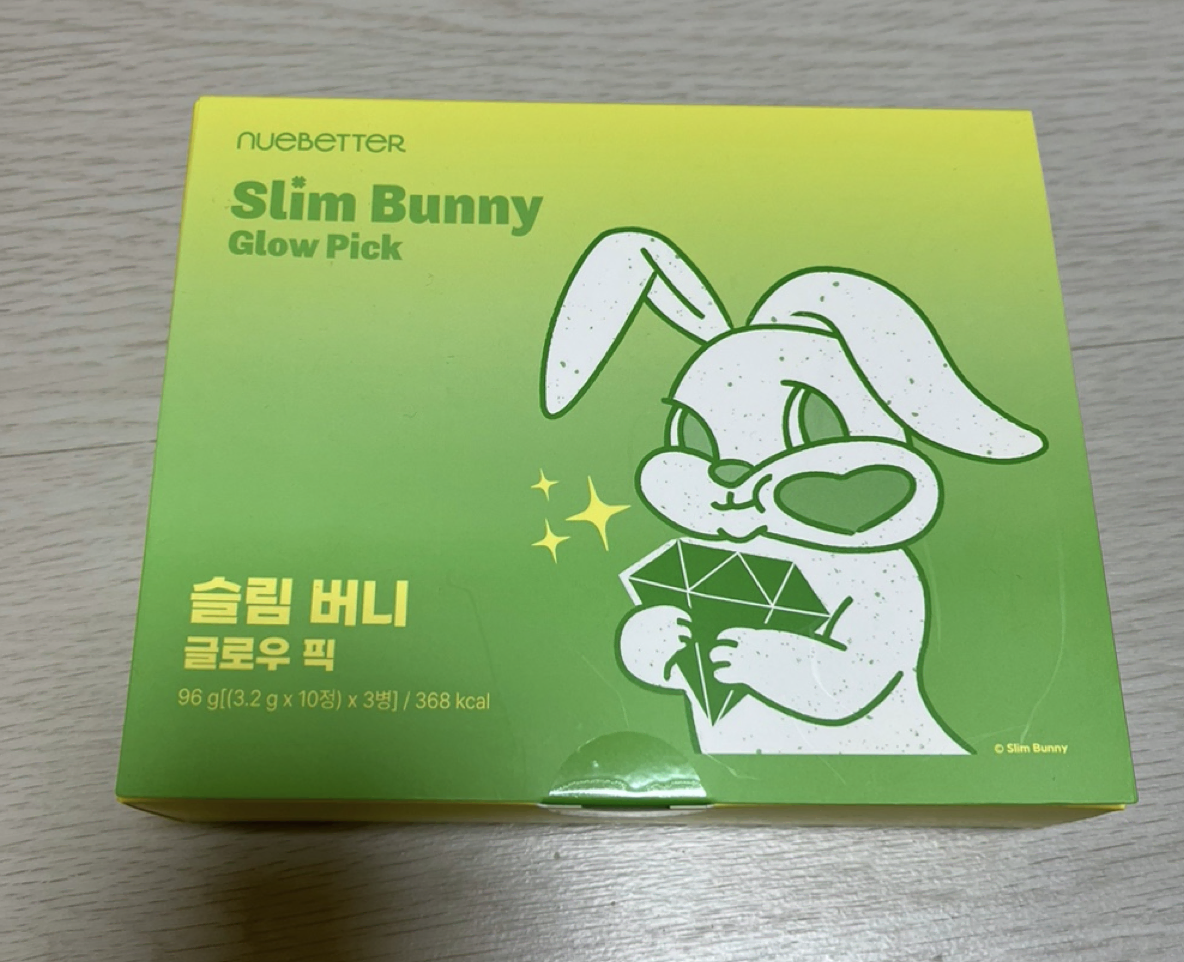 nueBetter
Slim Bunny
Glow Pick
슬림 버니
글로우 픽
96 g[(3.2 g x 10정) x 3병] / 368 kcal
© Slim Bunny